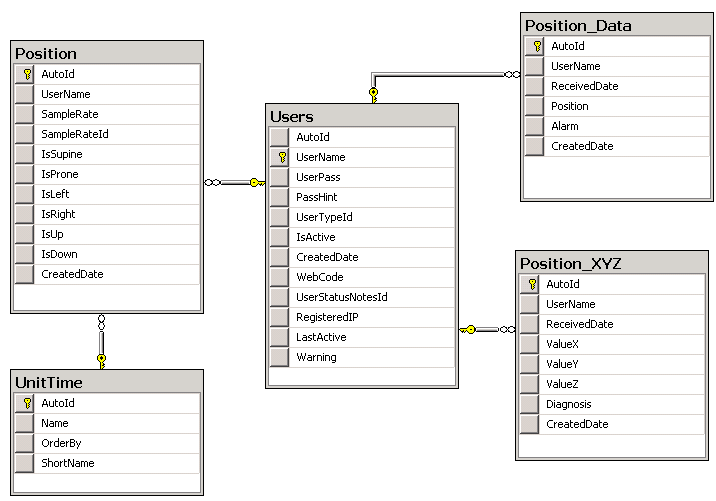 Position
AutoId
UserName
SampleRate
SampleRateId
IsSupine
IsProne
IsLeft
IsRight
IsUp
IsDown
CreatedDate
UnitTime
AutoId
Name
OrderBy
ShortName
Users
AutoId
UserName
UserPass
PassHint
UserTypeId
IsActive
CreatedDate
WebCode
UserStatusNotesId
RegisteredIP
LastActive
Warning
Position_Data
AutoId
UserName
ReceivedDate
Position
Alarm
CreatedDate
Position_XYZ
AutoId
UserName
ReceivedDate
ValueX
ValueY
ValueZ
Diagnosis
CreatedDate